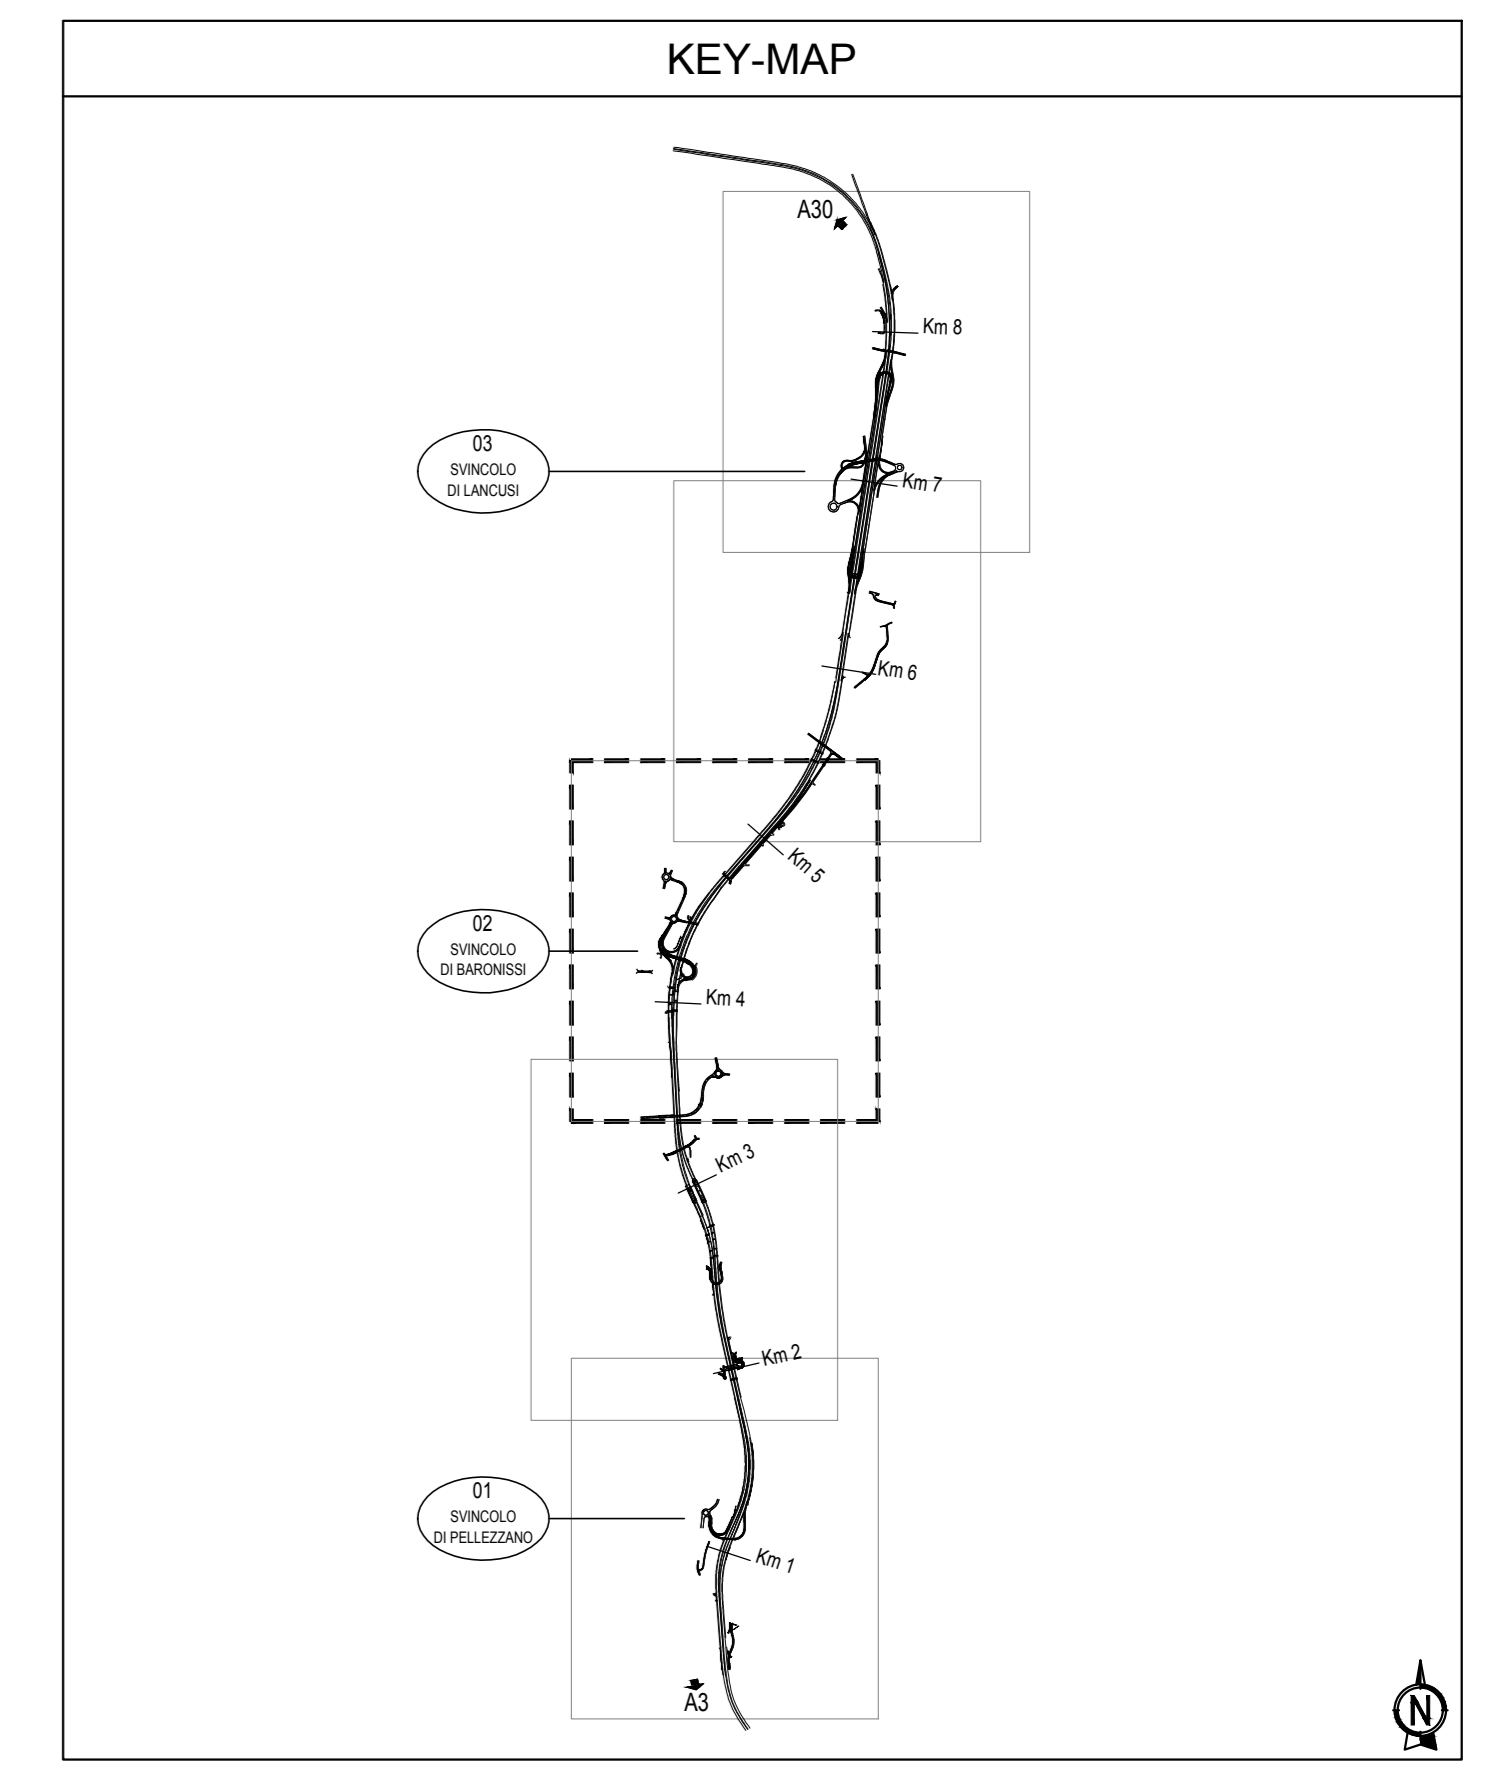 KEY-MAP
A30
Km 8
03
SVINCOLO
DI LANCUSI
Km 7
Km 6
Km 5
02
SVINCOLO
DI BARONISSI
Km 4
Km 3
Km 2
01
SVINCOLO
DI PELLEZZANO
Km 1
A3
N